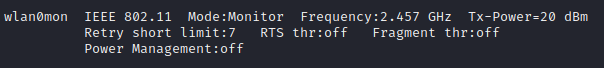 wlan0mon  IEEE 802.11  Mode:Monitor  Frequency:2.457 GHz  Tx-Power=20 dBm
          Retry short limit:7   RTS thr:off   Fragment thr:off
          Power Management:off